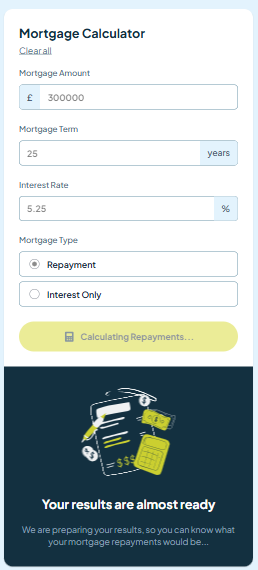 Mortgage Calculator
Clear all
Mortgage Amount
£ 300000
Mortgage Term
25 years
Interest Rate
5.25 %
Mortgage Type
Repayment
Interest Only
Calculating Repayments...
$
$
%$
$$$
Your results are almost ready
We are preparing your results, so you can know what
your mortgage repayments would be...